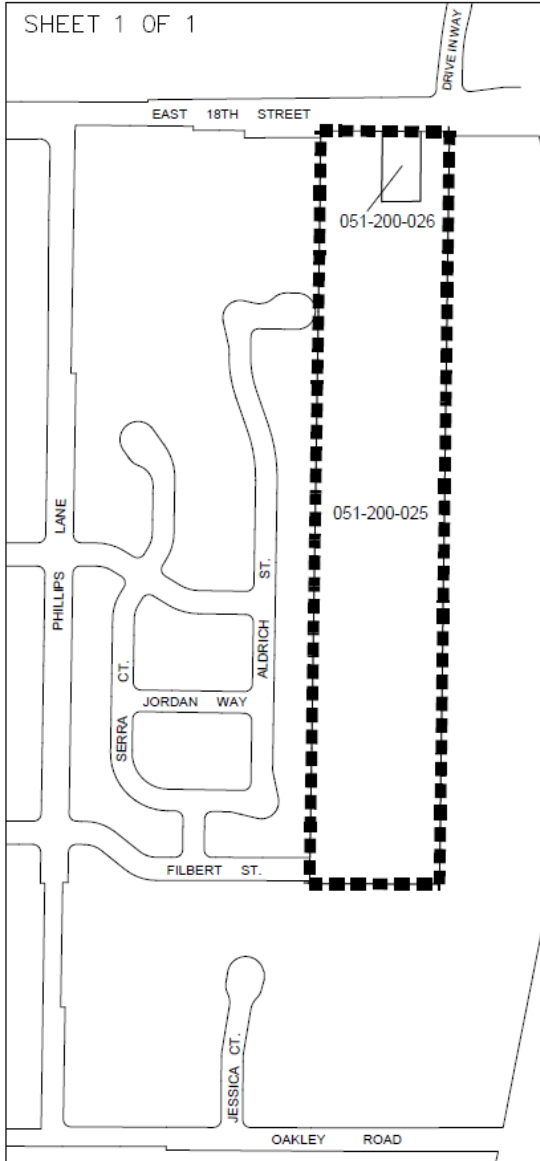 SHEET 1 OF 1
DRIVE IN WAY
EAST 18TH STREET
051-200-026
051-200-025
PHILLIPS LANE
ALDRICH ST.
SERRA CT.
JORDAN WAY
FILBERT ST.
JESSICA CT.
OAKLEY ROAD